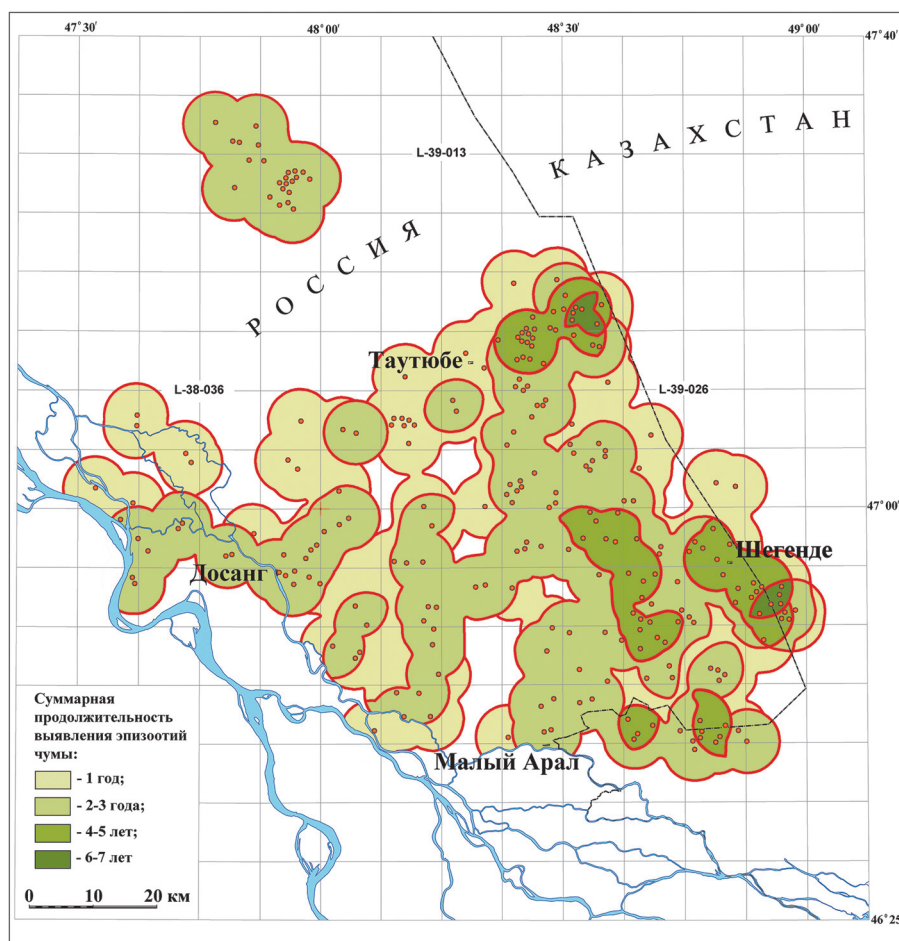 47°30' 48°00' 48°30' 49°00'
47°40'
КАЗАХСТАН
L-39-013
РОССИЯ
Таутюбе
L-38-036 L-39-026
47°00'
Шегенде
Досанг
Суммарная
продолжительность
выявления эпизоотий
чумы:
- 1 год;
- 2-3 года;
- 4-5 лет;
- 6-7 лет
Малый Арал
0 10 20 км
46°25